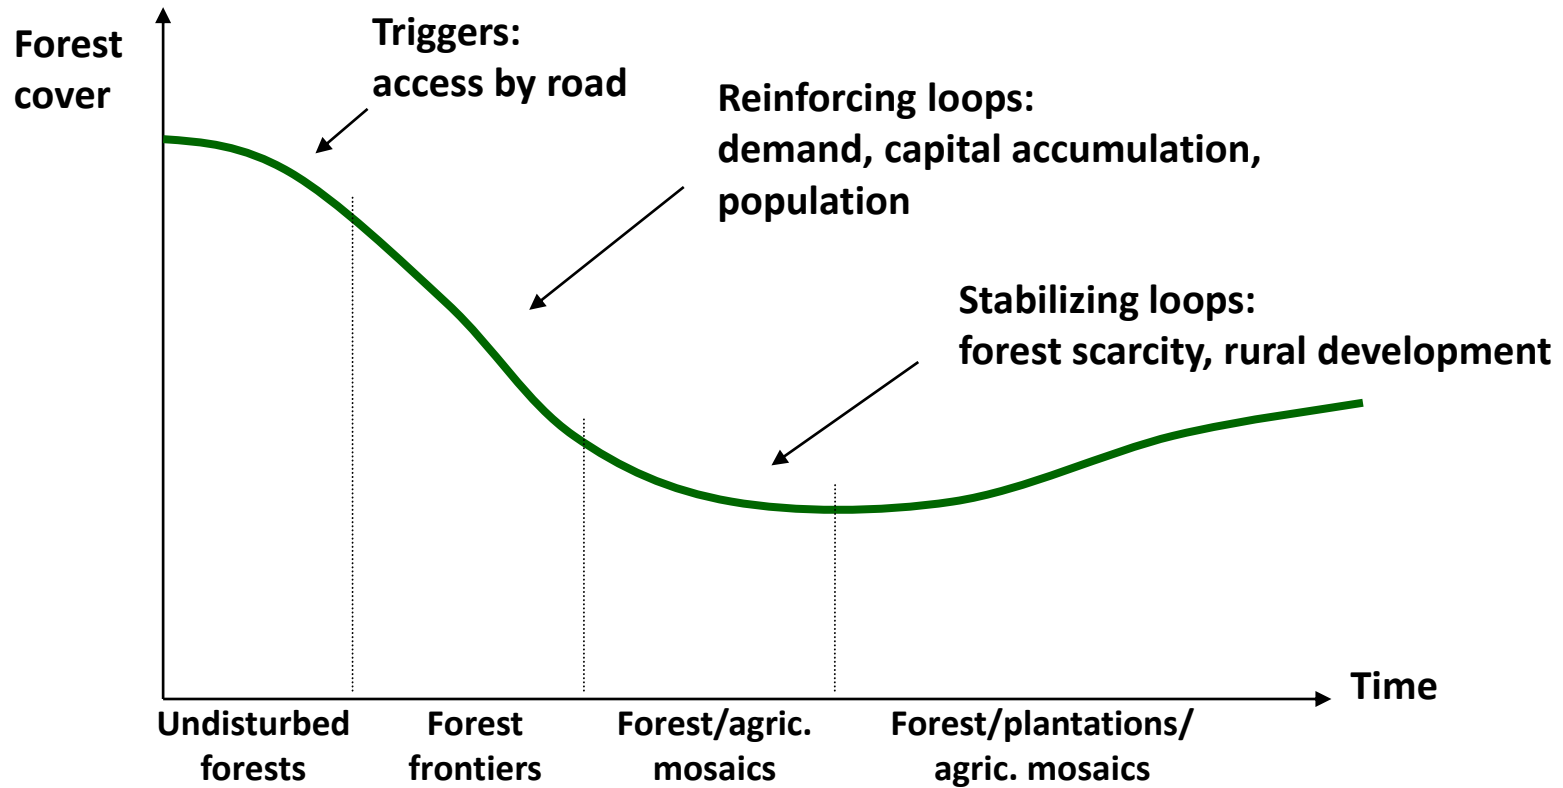 Forest
cover
Triggers:
access by road
Reinforcing loops:
demand, capital accumulation,
population
Stabilizing loops:
forest scarcity, rural development
Time
Undisturbed
forests
Forest
frontiers
Forest/agric.
mosaics
Forest/plantations/
agric. mosaics